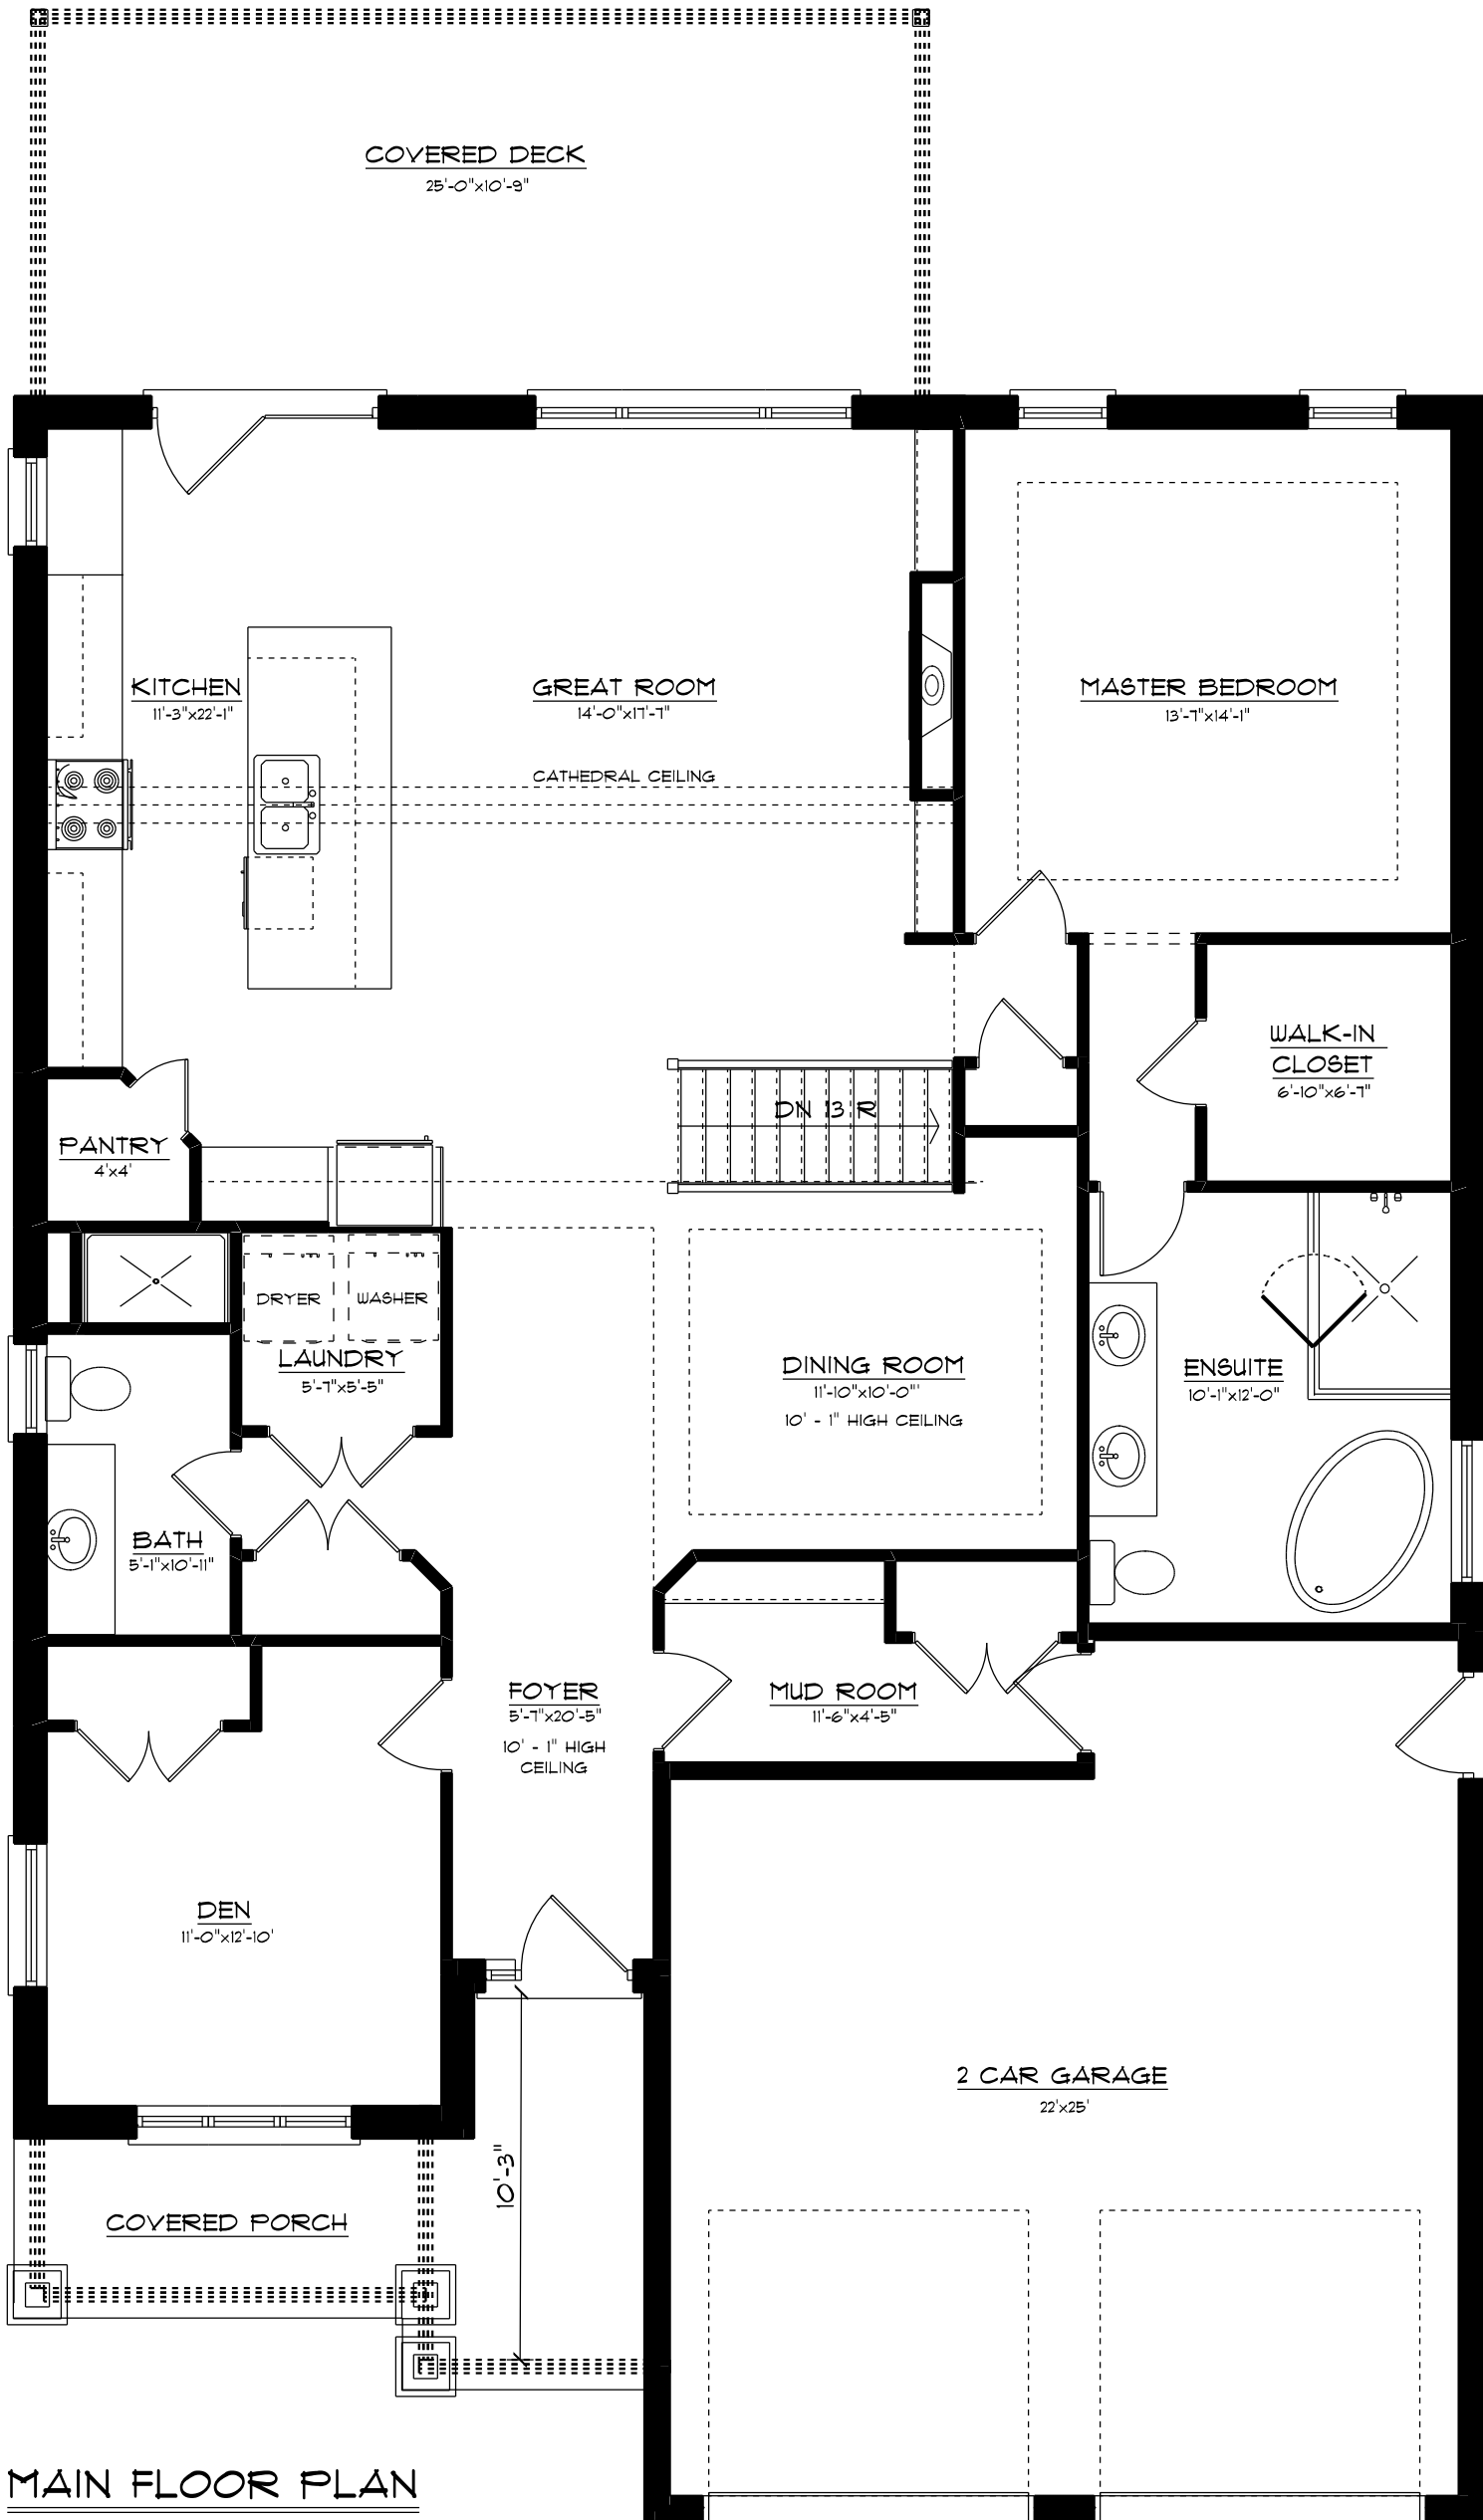 COVERED DECK
25'-0"x10'-9"
KITCHEN
11'-3"x22'-1"
GREAT ROOM
14'-0"x17'-7"
CATHEDRAL CEILING
MASTER BEDROOM
13'-7"x14'-1"
WALK-IN
CLOSET
6'-10"x6'-7"
DN 13 R
PANTRY
4'x4'
DRYER
WASHER
LAUNDRY
5'-7"x5'-5"
DINING ROOM
11'-10"x10'-0"'
10' - 1" HIGH CEILING
ENSUITE
10'-1"x12'-0"
BATH
5'-1"x10'-11"
FOYER
5'-7"x20'-5"
10' - 1" HIGH
CEILING
MUD ROOM
11'-6"x4'-5"
DEN
11'-0"x12'-10'
2 CAR GARAGE
22'x25'
10'-3"
COVERED PORCH
MAIN FLOOR PLAN